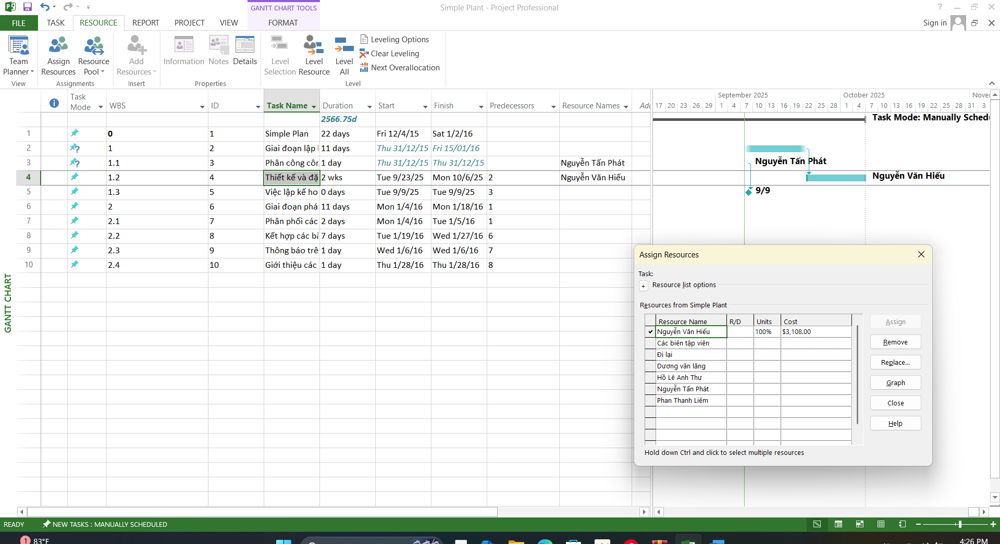 GANTT CHART TOOLS
Simple Plant - Project Professional
FILE TASK RESOURCE REPORT PROJECT VIEW FORMAT
Sign in
Team Planner
Assign Resources
Resource Pool
Add Resources
Information
Notes
Details
Level Selection
Level Resource
Level All
Leveling Options
Clear Leveling
Next Overallocation
View
Assignments
Insert
Properties
Level
Task Mode WBS ID Task Name Duration Start Finish Predecessors Resource Names
2566.75d
1 0 1 Simple Plan 22 days Fri 12/4/15 Sat 1/2/16
2 1 2 Giai đoạn lập 11 days Thu 31/12/15 Fri 15/01/16
3 1.1 3 Phân công côn 1 day Thu 31/12/15 Thu 31/12/15 Nguyễn Tấn Phát
4 1.2 4 Thiết kế và đặ 2 wks Tue 9/23/25 Mon 10/6/25 2 Nguyễn Văn Hiếu
5 1.3 5 Việc lập kế ho 0 days Tue 9/9/25 Tue 9/9/25 3
6 2 6 Giai đoạn phá 11 days Mon 1/4/16 Mon 1/18/16 1
7 2.1 7 Phân phối các 2 days Mon 1/4/16 Tue 1/5/16 1
8 2.2 8 Kết hợp các bả 7 days Tue 1/19/16 Wed 1/27/16 6
9 2.3 9 Thông báo trê 1 day Wed 1/6/16 Wed 1/6/16 7
10 2.4 10 Giới thiệu các 1 day Thu 1/28/16 Thu 1/28/16 8
GANTT CHART
September 2025 October 2025 Nover
17 20 23 26 29 1 4 7 10 13 16 19 22 25 28 1 4 7 10 13 16 19 22 25 28 31 3
Task Mode: Manually Schedu
Nguyễn Tấn Phát
Nguyễn Văn Hiếu
9/9
Assign Resources
Task:
+ Resource list options
Resources from Simple Plant
Resource Name R/D Units Cost
Nguyễn Văn Hiếu 100% $3,108.00
Các biên tập viên
Đi lại
Dương văn lăng
Hồ Lê Anh Thư
Nguyễn Tấn Phát
Phan Thanh Liêm
Assign
Remove
Replace...
Graph
Close
Help
Hold down Ctrl and click to select multiple resources
READY NEW TASKS : MANUALLY SCHEDULED
1 83°F
4:26 PM